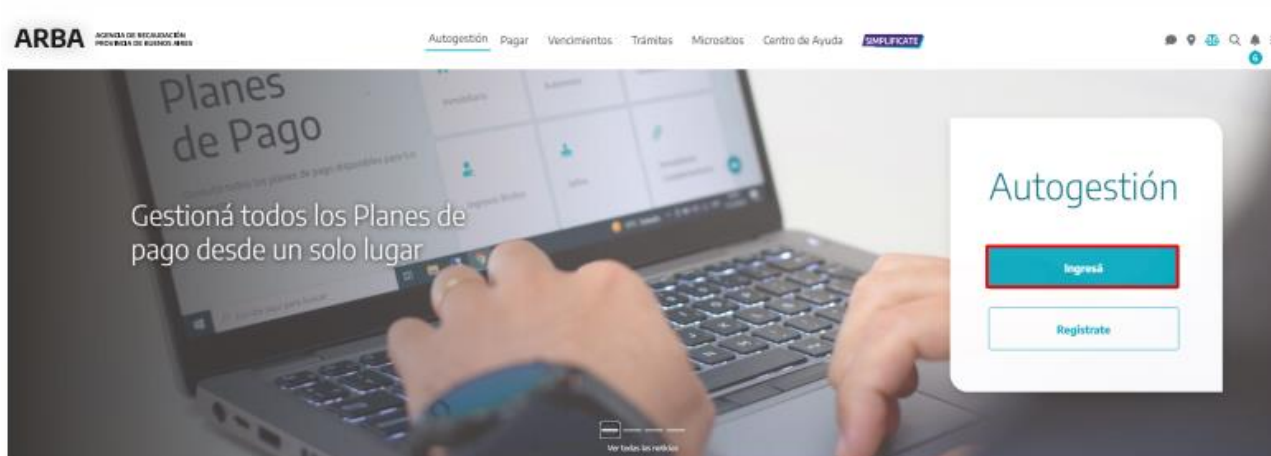 ARBA
AGENCIA DE RECAUDACIÓN
PROVINCIA DE BUENOS AIRES
Autogestión Pagar Vencimientos Trámites Micrositios Centro de Ayuda SIMPLIFICATE
6
Planes
de Pago
Gestioná todos los Planes de
pago desde un solo lugar
Autogestión
Ingresá
Registrate
Ver todas las noticias